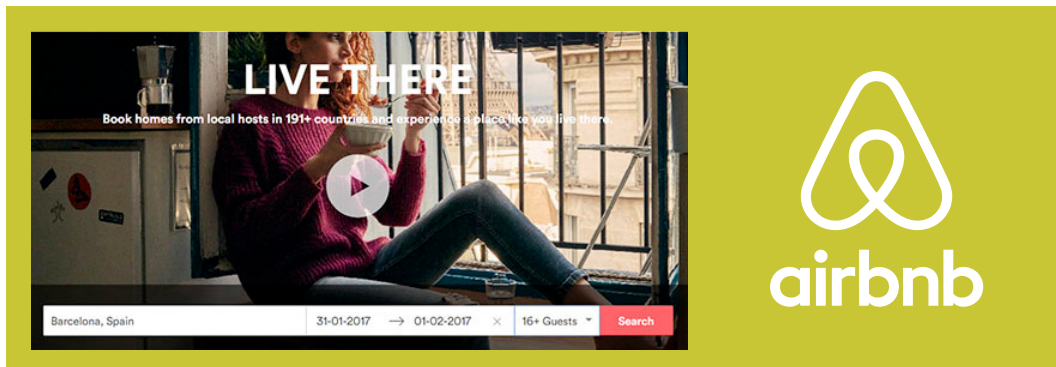 LIVE THERE
Book homes from local hosts in 191+ countries and experience a place like you live there.
Barcelona, Spain
31-01-2017 → 01-02-2017 × 16+ Guests Search
airbnb